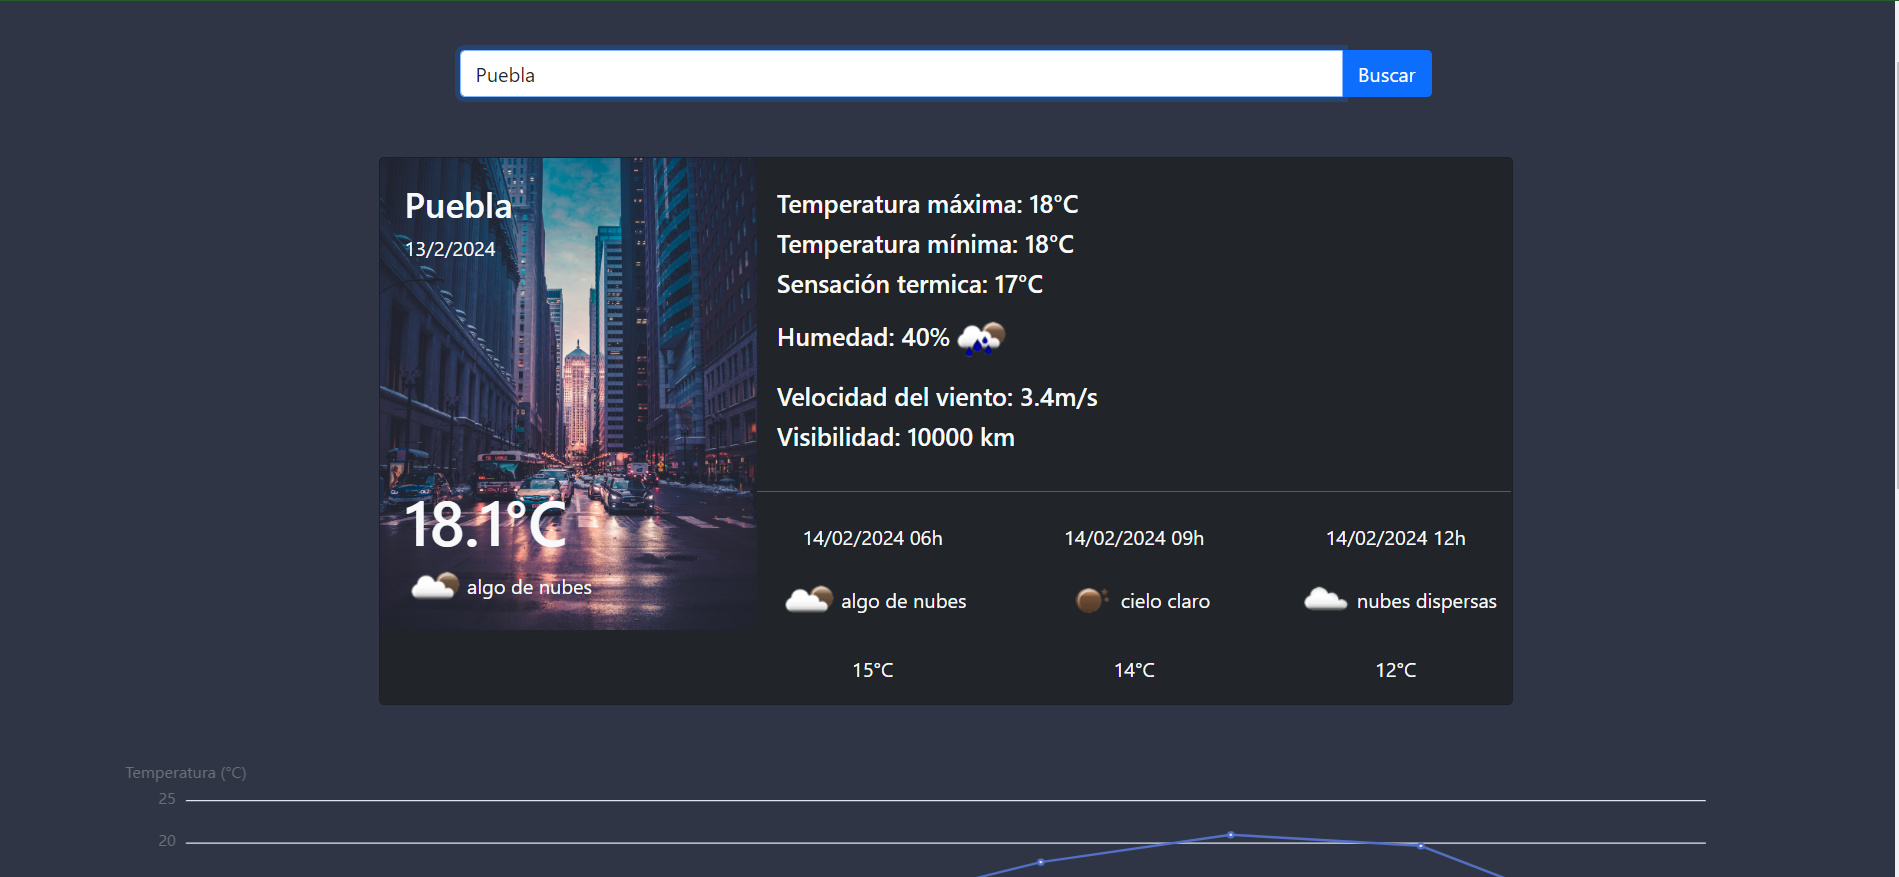 Puebla
Buscar
Puebla
13/2/2024
18.1°C
algo de nubes
Temperatura máxima: 18°C
Temperatura mínima: 18°C
Sensación termica: 17°C
Humedad: 40%
Velocidad del viento: 3.4m/s
Visibilidad: 10000 km
14/02/2024 06h
algo de nubes
15°C
14/02/2024 09h
cielo claro
14°C
14/02/2024 12h
nubes dispersas
12°C
Temperatura (°C)
25
20